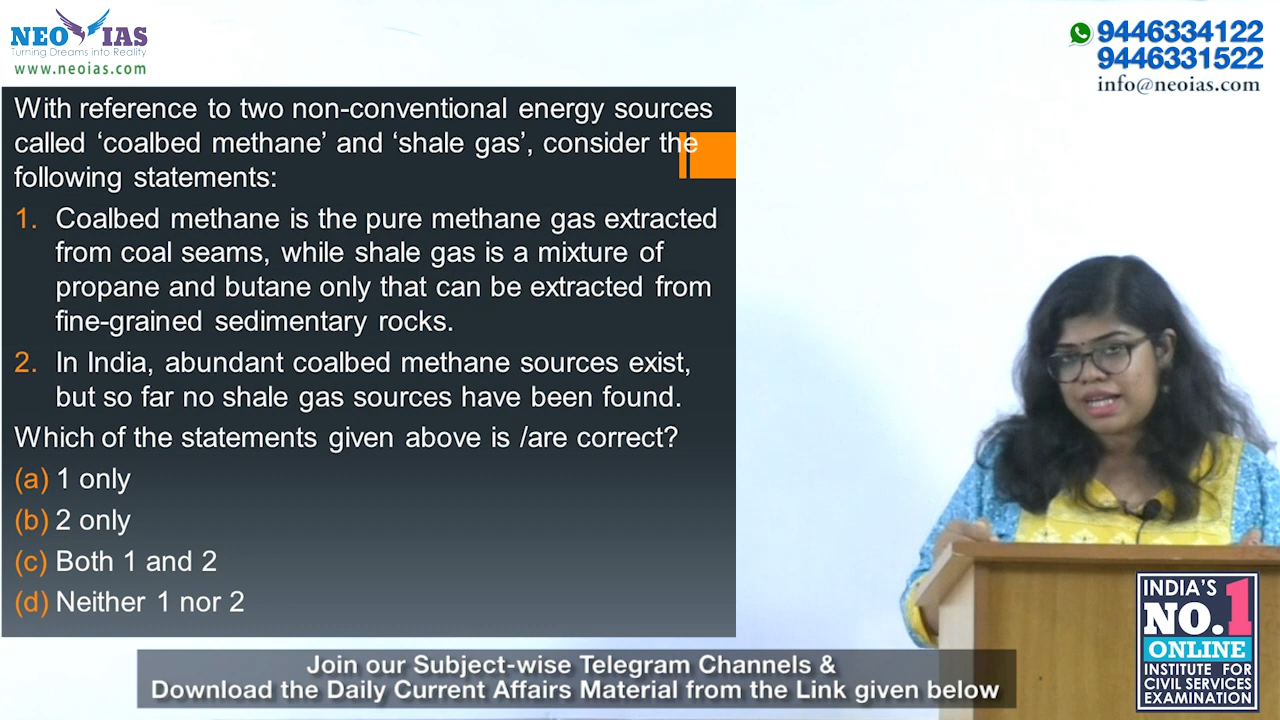 NEO IAS
Turning Dreams into Reality
www.neoias.com
9446334122
9446331522
info@neoias.com
With reference to two non-conventional energy sources
called ‘coalbed methane’ and ‘shale gas’, consider the
following statements:
1. Coalbed methane is the pure methane gas extracted
from coal seams, while shale gas is a mixture of
propane and butane only that can be extracted from
fine-grained sedimentary rocks.
2. In India, abundant coalbed methane sources exist,
but so far no shale gas sources have been found.
Which of the statements given above is /are correct?
(a) 1 only
(b) 2 only
(c) Both 1 and 2
(d) Neither 1 nor 2
INDIA'S
NO.1
ONLINE
INSTITUTE FOR
CIVIL SERVICES
EXAMINATION
Join our Subject-wise Telegram Channels &
Download the Daily Current Affairs Material from the Link given below